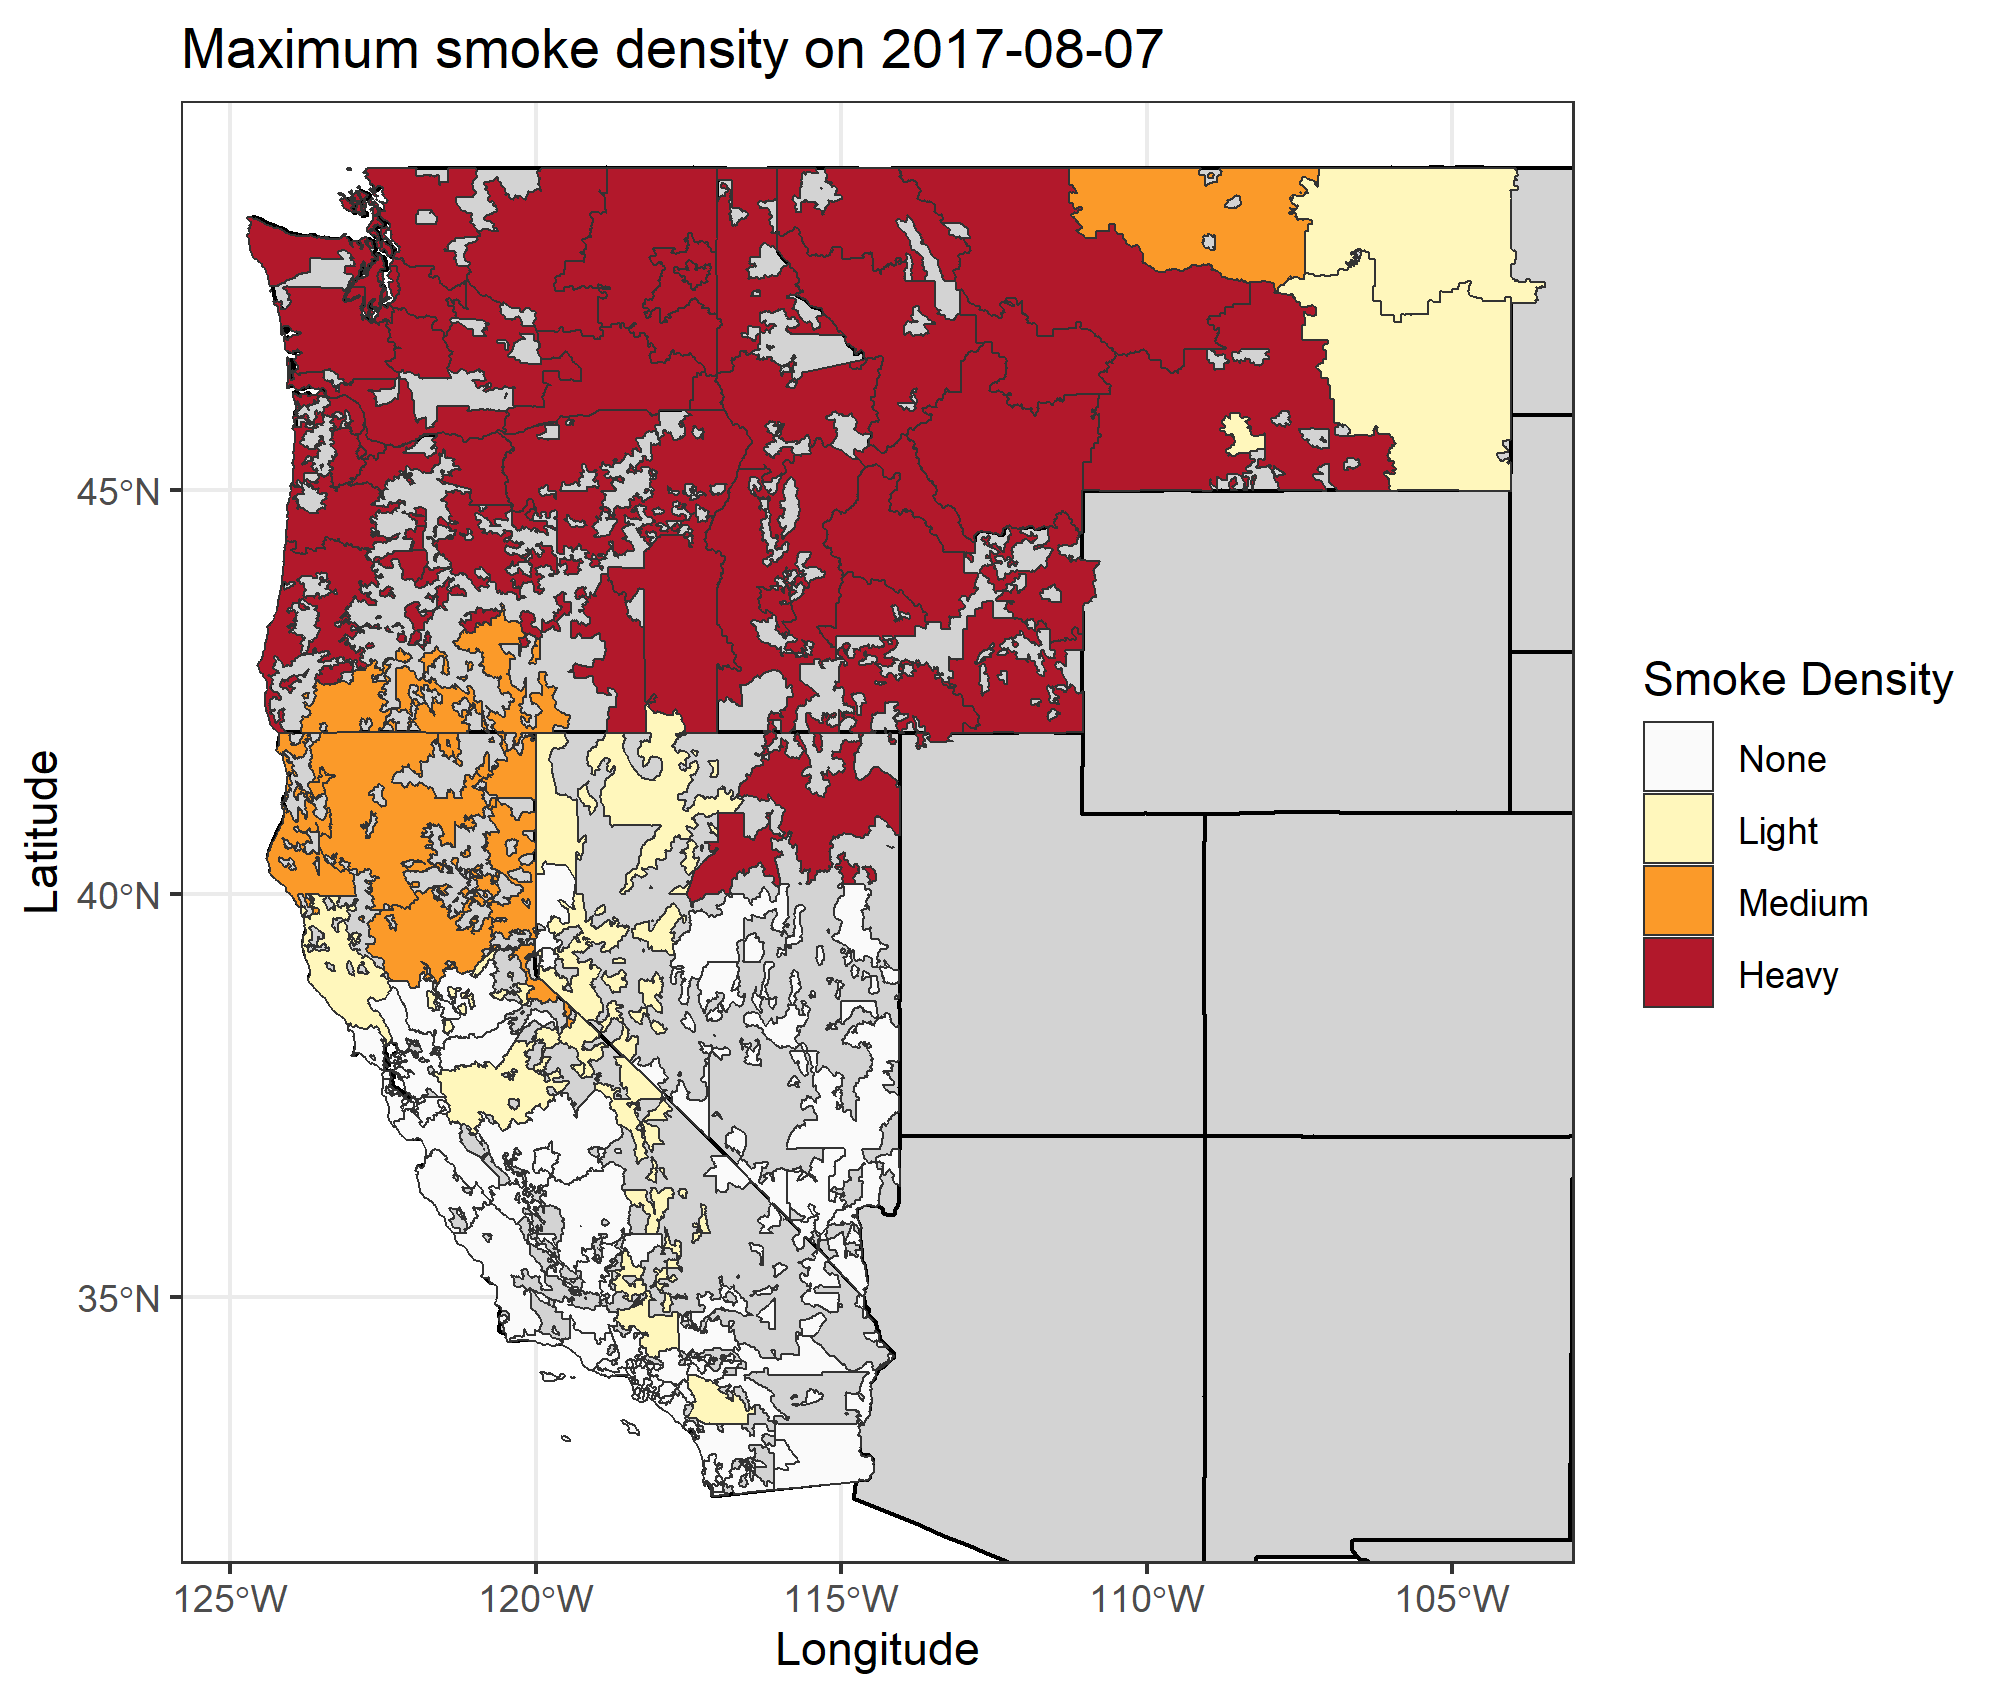 Maximum smoke density on 2017-08-07
45°N
40°N
35°N
Latitude
125°W
120°W
115°W
110°W
105°W
Longitude
Smoke Density
None
Light
Medium
Heavy